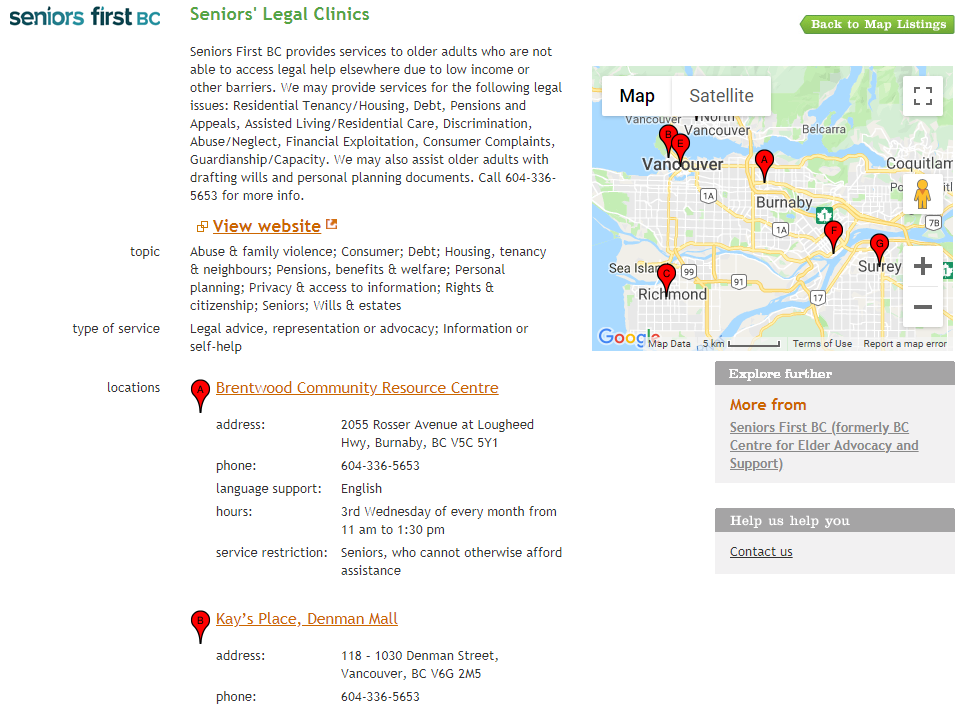 seniors first BC
Seniors' Legal Clinics
Back to Map Listings
Seniors First BC provides services to older adults who are not
able to access legal help elsewhere due to low income or
other barriers. We may provide services for the following legal
issues: Residential Tenancy/Housing, Debt, Pensions and
Appeals, Assisted Living/Residential Care, Discrimination,
Abuse/Neglect, Financial Exploitation, Consumer Complaints,
Guardianship/Capacity. We may also assist older adults with
drafting wills and personal planning documents. Call 604-336-
5653 for more info.
View website
topic
Abuse & family violence; Consumer; Debt; Housing, tenancy
& neighbours; Pensions, benefits & welfare; Personal
planning; Privacy & access to information; Rights &
citizenship; Seniors; Wills & estates
type of service
Legal advice, representation or advocacy; Information or
self-help
locations
A
Brentwood Community Resource Centre
address:
2055 Rosser Avenue at Lougheed
Hwy, Burnaby, BC V5C 5Y1
phone:
604-336-5653
language support:
English
hours:
3rd Wednesday of every month from
11 am to 1:30 pm
service restriction:
Seniors, who cannot otherwise afford
assistance
B
Kay's Place, Denman Mall
address:
118 - 1030 Denman Street,
Vancouver, BC V6G 2M5
phone:
604-336-5653
Map
Satellite
Vancouver
North
Vancouver
Belcarra
B
E
A
Vancouver
Coquitlam
1A
Burnaby
1
7B
1A
F
G
Surrey
Sea Island
C
99
91
1
Richmond
17
Google
Map Data
5 km
Terms of Use
Report a map error
Explore further
More from
Seniors First BC (formerly BC
Centre for Elder Advocacy and
Support)
Help us help you
Contact us